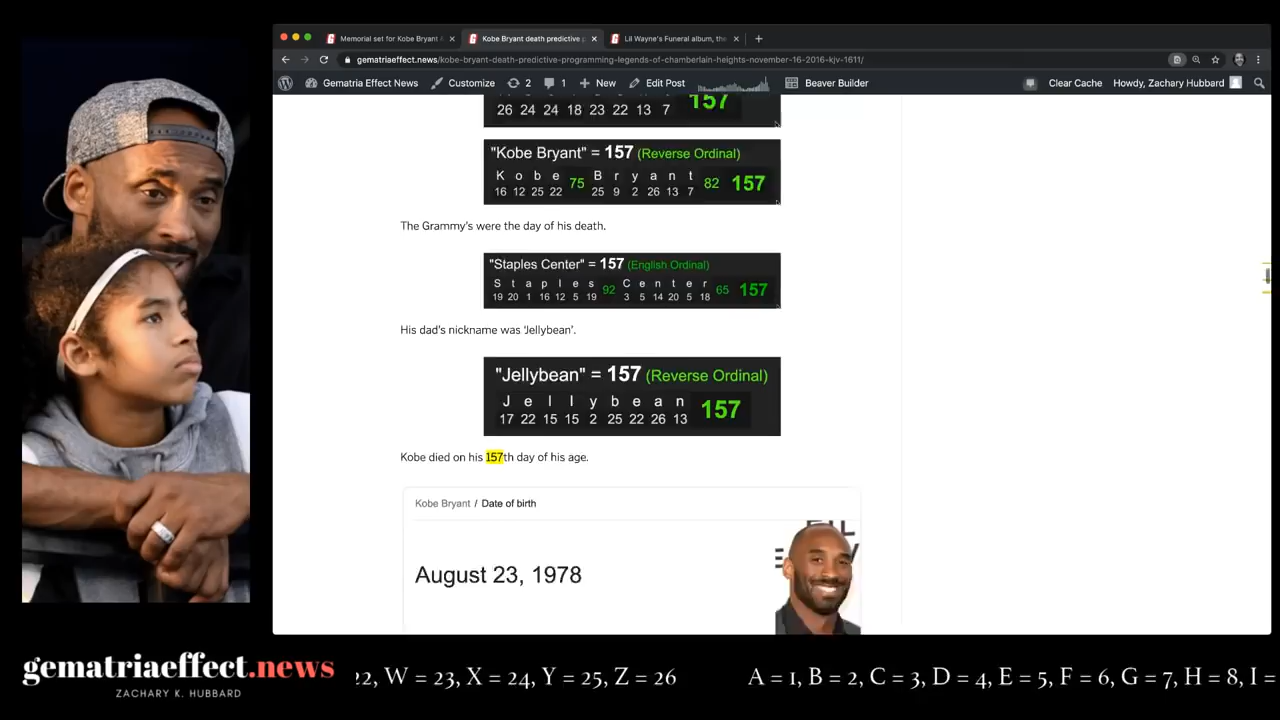 Memorial set for Kobe Bryant
Kobe Bryant death predictive p
Lil Wayne's Funeral album, the
gematriaeffect.news/kobe-bryant-death-predictive-programming-legends-of-chamberlain-heights-november-16-2016-kjv-1611/
Gematria Effect News Customize 2 1 New Edit Post Beaver Builder Clear Cache Howdy, Zachary Hubbard
26 24 24 18 23 22 13 7 157
"Kobe Bryant" = 157 (Reverse Ordinal)
K o b e 75 B r y a n t 82 157
16 12 25 22 25 9 2 26 13 7
The Grammy's were the day of his death.
"Staples Center" = 157 (English Ordinal)
S t a p l e s 92 C e n t e r 65 157
19 20 1 16 12 5 19 3 5 14 20 5 18
His dad's nickname was 'Jellybean'.
"Jellybean" = 157 (Reverse Ordinal)
J e l l y b e a n 157
17 22 15 15 2 25 22 26 13
Kobe died on his 157th day of his age.
Kobe Bryant / Date of birth
August 23, 1978
gematriaeffect.news
ZACHARY K. HUBBARD
22, W = 23, X = 24, Y = 25, Z = 26 A = 1, B = 2, C = 3, D = 4, E = 5, F = 6, G = 7, H = 8, I =